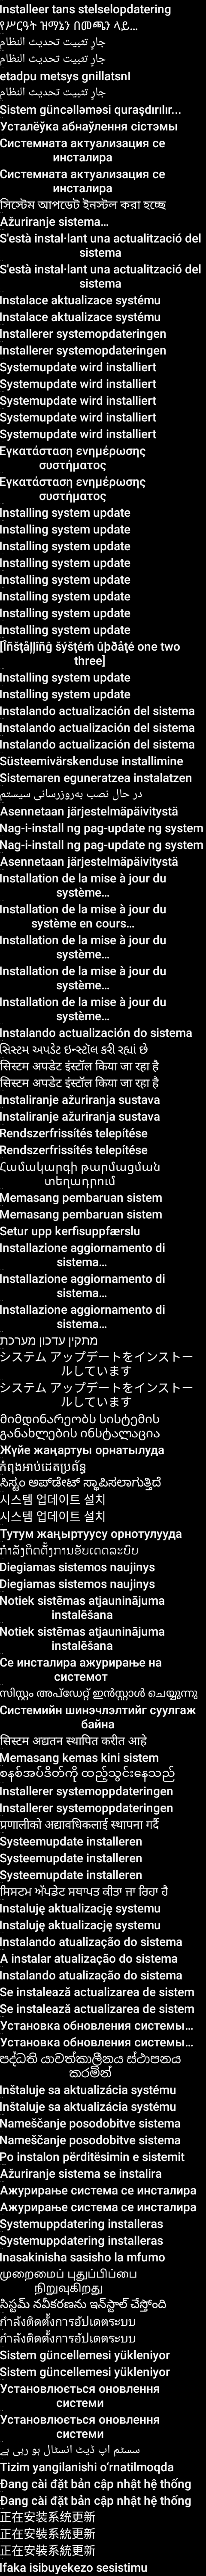 Installeer tans stelselopdatering
የሥርዓት ዝማኔን በመጫን ላይ…
جارٍ تثبيت تحديث النظام
جارٍ تثبيت تحديث النظام
etadpu metsys gnillatsnI
جارٍ تثبيت تحديث النظام
Sistem güncəlləməsi quraşdırılır...
Усталёўка абнаўлення сістэмы
Системната актуализация се
инсталира
Системната актуализация се
инсталира
সিস্টেম আপডেট ইনস্টল করা হচ্ছে
Ažuriranje sistema…
S'està instal·lant una actualització del
sistema
S'està instal·lant una actualització del
sistema
Instalace aktualizace systému
Instalace aktualizace systému
Installerer systemopdateringen
Installerer systemopdateringen
Systemupdate wird installiert
Systemupdate wird installiert
Systemupdate wird installiert
Systemupdate wird installiert
Systemupdate wird installiert
Εγκατάσταση ενημέρωσης
συστήματος
Εγκατάσταση ενημέρωσης
συστήματος
Installing system update
Installing system update
Installing system update
Installing system update
Installing system update
Installing system update
Installing system update
Installing system update
[Îñšţåļļîñĝ šýšţéɱ ûþðåţé one two
three]
Installing system update
Installing system update
Instalando actualización del sistema
Instalando actualización del sistema
Instalando actualización del sistema
Süsteemivärskenduse installimine
Sistemaren eguneratzea instalatzen
در حال نصب به‌روزرسانی سیستم
Asennetaan järjestelmäpäivitystä
Nag-i-install ng pag-update ng system
Nag-i-install ng pag-update ng system
Asennetaan järjestelmäpäivitystä
Installation de la mise à jour du
système…
Installation de la mise à jour du
système en cours…
Installation de la mise à jour du
système…
Installation de la mise à jour du
système…
Installation de la mise à jour du
système…
Instalando actualización do sistema
સિસ્ટમ અપડેટ ઇન્સ્ટૉલ કરી રહ્યાં છે
सिस्टम अपडेट इंस्टॉल किया जा रहा है
सिस्टम अपडेट इंस्टॉल किया जा रहा है
Instaliranje ažuriranja sustava
Instaliranje ažuriranja sustava
Rendszerfrissítés telepítése
Rendszerfrissítés telepítése
Համակարգի թարմացման
տեղադրում
Memasang pembaruan sistem
Memasang pembaruan sistem
Setur upp kerfisuppfærslu
Installazione aggiornamento di
sistema…
Installazione aggiornamento di
sistema…
Installazione aggiornamento di
sistema…
מתקין עדכון מערכת
システム アップデートをインストー
ルしています
システム アップデートをインストー
ルしています
მიმდინარეობს სისტემის
განახლების ინსტალაცია
Жүйе жаңартуы орнатылуда
កំពុងអាប់ដេតប្រព័ន្ធ
ಸಿಸ್ಟಂ ಅಪ್‌ಡೇಟ್ ಸ್ಥಾಪಿಸಲಾಗುತ್ತಿದೆ
시스템 업데이트 설치
시스템 업데이트 설치
Тутум жаңыртуусу орнотулууда
ກຳລັງຕິດຕັ້ງການອັບເດດລະບົບ
Diegiamas sistemos naujinys
Diegiamas sistemos naujinys
Notiek sistēmas atjauninājuma
instalēšana
Notiek sistēmas atjauninājuma
instalēšana
Се инсталира ажурирање на
системот
സിസ്റ്റം അപ്ഡേറ്റ് ഇൻസ്റ്റാൾ ചെയ്യുന്നു
Системийн шинэчлэлтийг суулгаж
байна
सिस्टम अद्यतन स्थापित करीत आहे
Memasang kemas kini sistem
စနစ်အပ်ဒိတ်ကို ထည့်သွင်းနေသည်
Installerer systemoppdateringen
Installerer systemoppdateringen
प्रणालीको अद्यावधिकलाई स्थापना गर्दै
Systeemupdate installeren
Systeemupdate installeren
Systeemupdate installeren
ਸਿਸਟਮ ਅੱਪਡੇਟ ਸਥਾਪਤ ਕੀਤਾ ਜਾ ਰਿਹਾ ਹੈ
Instaluję aktualizację systemu
Instaluję aktualizację systemu
Instalando atualização do sistema
A instalar atualização do sistema
Instalando atualização do sistema
Se instalează actualizarea de sistem
Se instalează actualizarea de sistem
Установка обновления системы…
Установка обновления системы…
පද්ධති යාවත්කාලීනය ස්ථාපනය
කරමින්
Inštaluje sa aktualizácia systému
Inštaluje sa aktualizácia systému
Nameščanje posodobitve sistema
Nameščanje posodobitve sistema
Po instalon përditësimin e sistemit
Ažuriranje sistema se instalira
Ажурирање система се инсталира
Ажурирање система се инсталира
Systemuppdatering installeras
Systemuppdatering installeras
Inasakinisha sasisho la mfumo
முறைமைப் புதுப்பிப்பை
நிறுவுகிறது
సిస్టమ్ నవీకరణను ఇన్‌స్టాల్ చేస్తోంది
กำลังติดตั้งการอัปเดตระบบ
กำลังติดตั้งการอัปเดตระบบ
Sistem güncellemesi yükleniyor
Sistem güncellemesi yükleniyor
Установлюється оновлення
системи
Установлюється оновлення
системи
سسٹم اپ ڈیٹ انسٹال ہو رہی ہے
Tizim yangilanishi o‘rnatilmoqda
Đang cài đặt bản cập nhật hệ thống
Đang cài đặt bản cập nhật hệ thống
正在安装系统更新
正在安裝系統更新
正在安裝系統更新
Ifaka isibuyekezo sesistimu